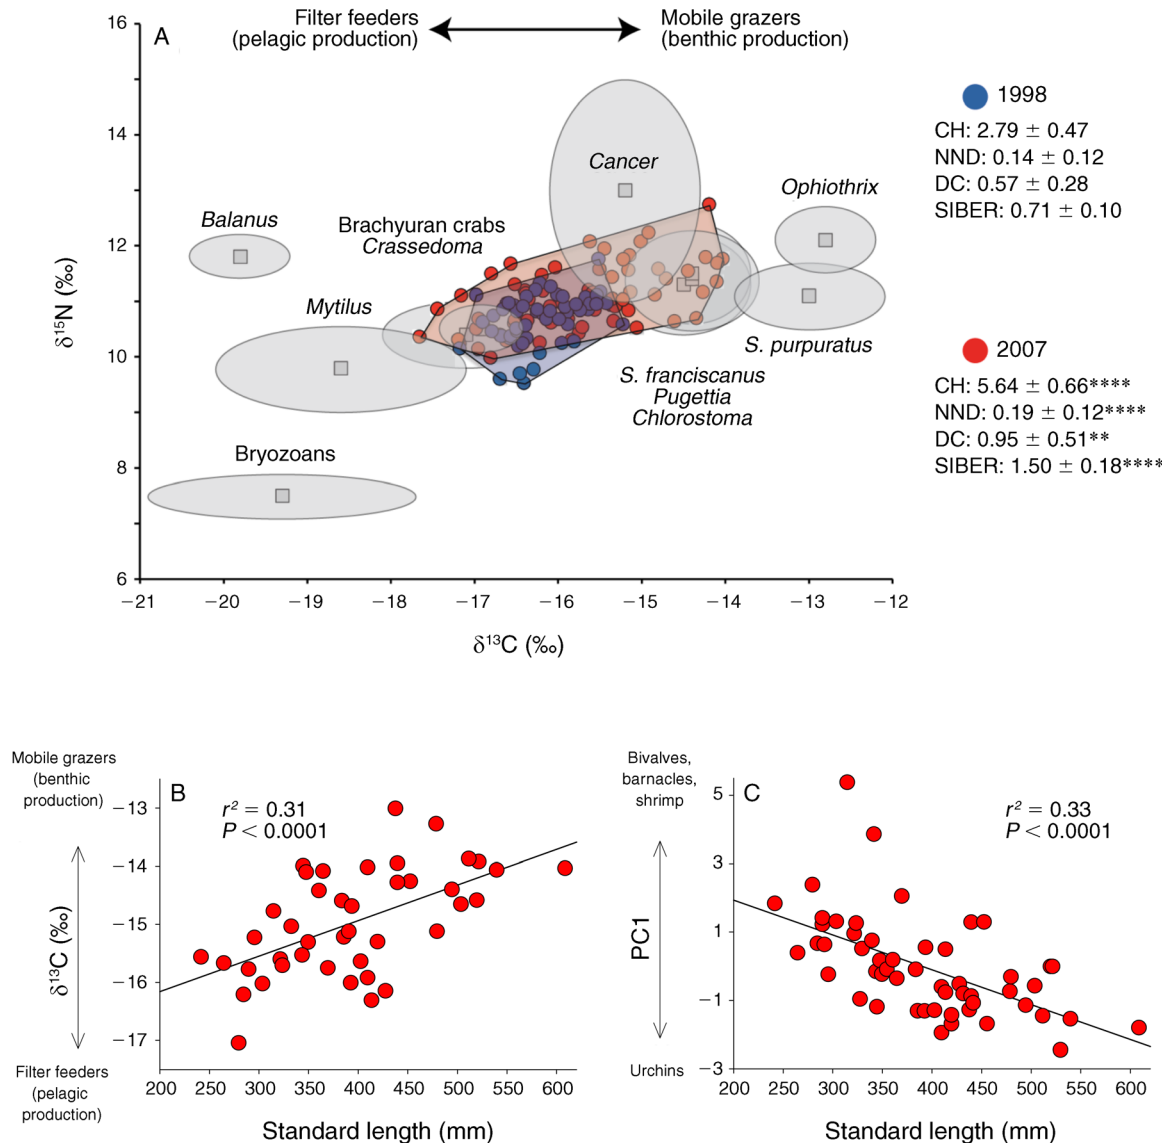 A
Filter feeders
(pelagic production)
Mobile grazers
(benthic production)
16
14
12
10
8
6
δ¹⁵N (‰)
Balanus
Brachyuran crabs
Crassedoma
Mytilus
Bryozoans
Cancer
Ophiothrix
S. purpuratus
S. franciscanus
Pugettia
Chlorostoma
−21 −20 −19 −18 −17 −16 −15 −14 −13 −12
δ¹³C (‰)
1998
CH: 2.79 ± 0.47
NND: 0.14 ± 0.12
DC: 0.57 ± 0.28
SIBER: 0.71 ± 0.10
2007
CH: 5.64 ± 0.66****
NND: 0.19 ± 0.12****
DC: 0.95 ± 0.51**
SIBER: 1.50 ± 0.18****
Mobile grazers
(benthic
production)
δ¹³C (‰)
Filter feeders
(pelagic
production)
B
r² = 0.31
P < 0.0001
−13
−14
−15
−16
−17
200 250 300 350 400 450 500 550 600
Standard length (mm)
Bivalves,
barnacles,
shrimp
PC1
Urchins
C
r² = 0.33
P < 0.0001
5
3
1
−1
−3
200 250 300 350 400 450 500 550 600
Standard length (mm)